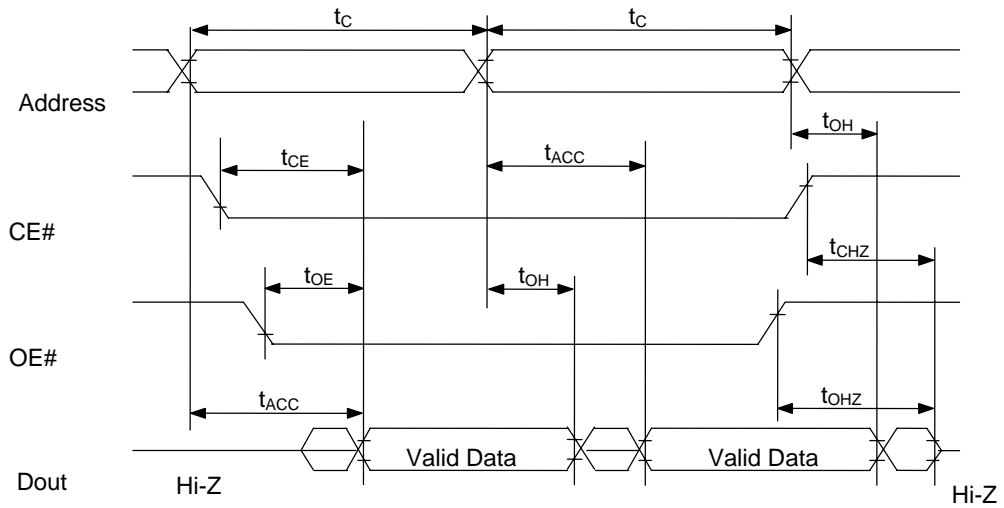 tC tC
Address
tOH
tCE tACC
CE#
tCHZ
tOE tOH
OE#
tACC tOHZ
Valid Data Valid Data
Dout Hi-Z Hi-Z